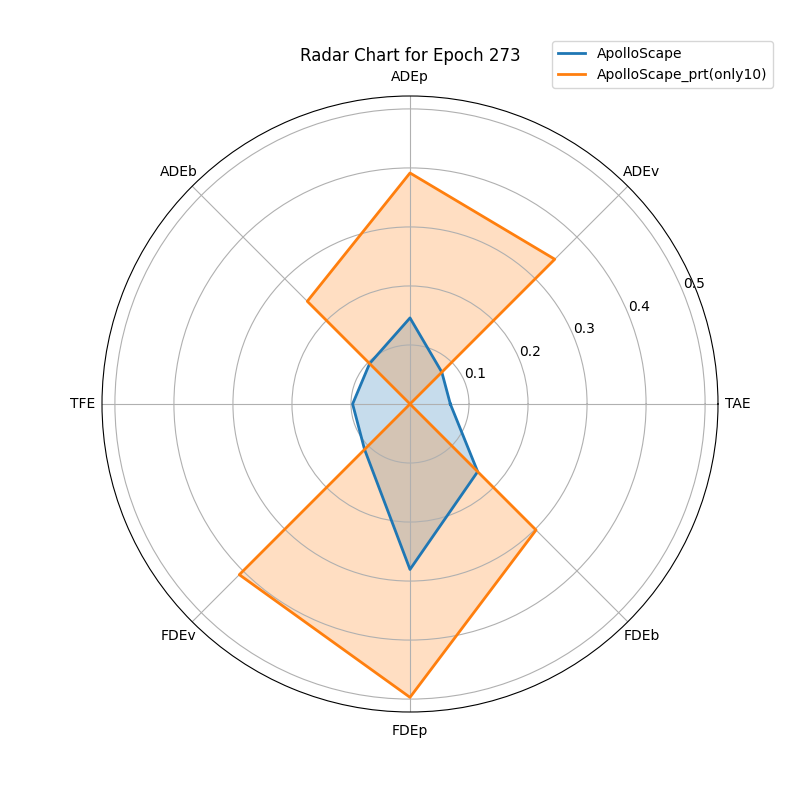 Radar Chart for Epoch 273
ApolloScape
ApolloScape_prt(only10)
ADEp
ADEb
ADEv
0.5
0.4
0.3
0.2
0.1
TFE
TAE
FDEv
FDEb
FDEp